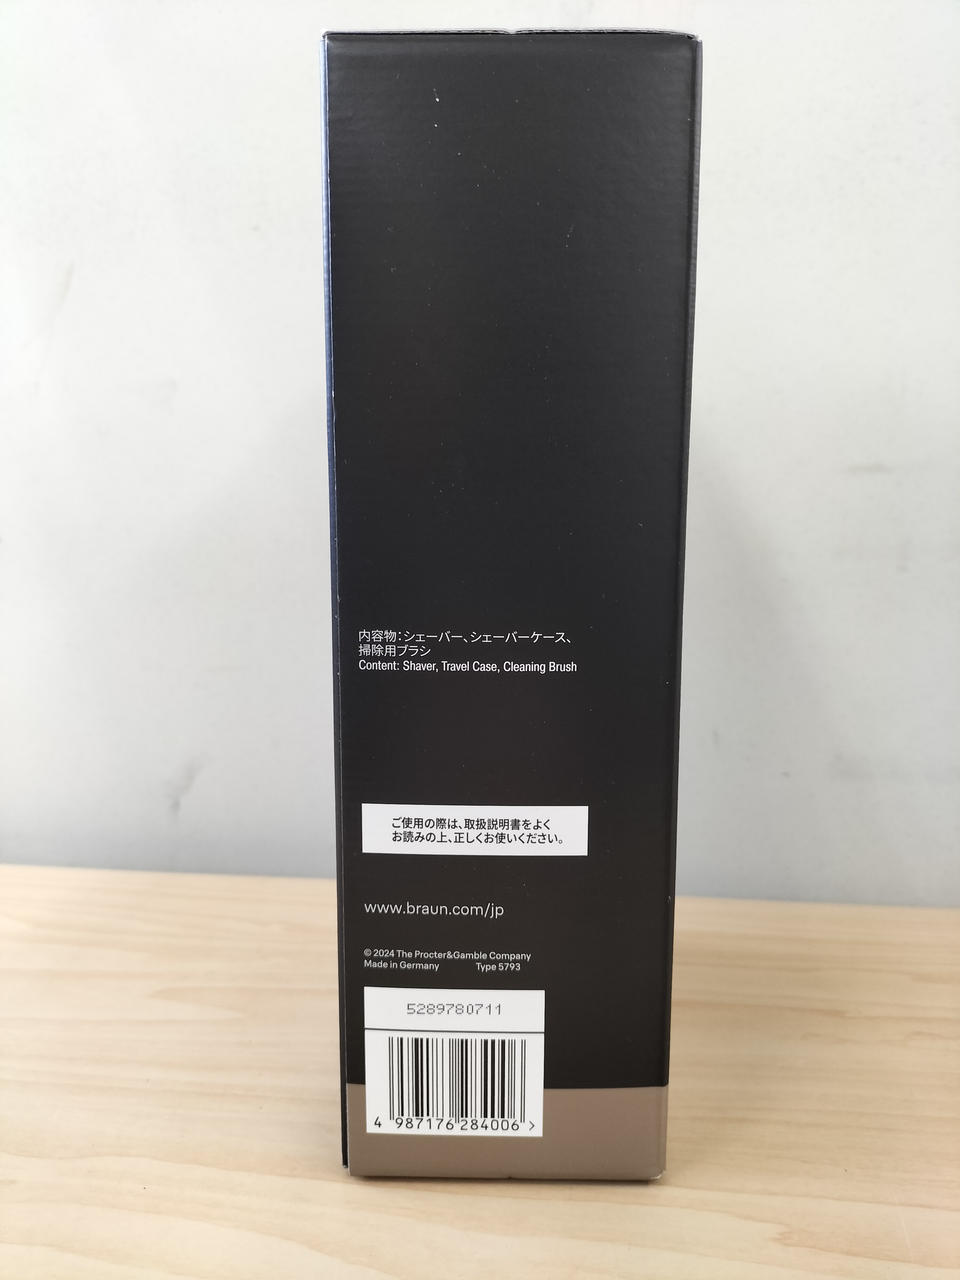 内容物：シェーバー、シェーバーケース、
掃除用ブラシ
Content: Shaver, Travel Case, Cleaning Brush
ご使用の際は、取扱説明書をよく
お読みの上、正しくお使いください。
www.braun.com/jp
© 2024 The Procter&Gamble Company
Made in Germany Type 5793
5289780711
4 987176 284006 >